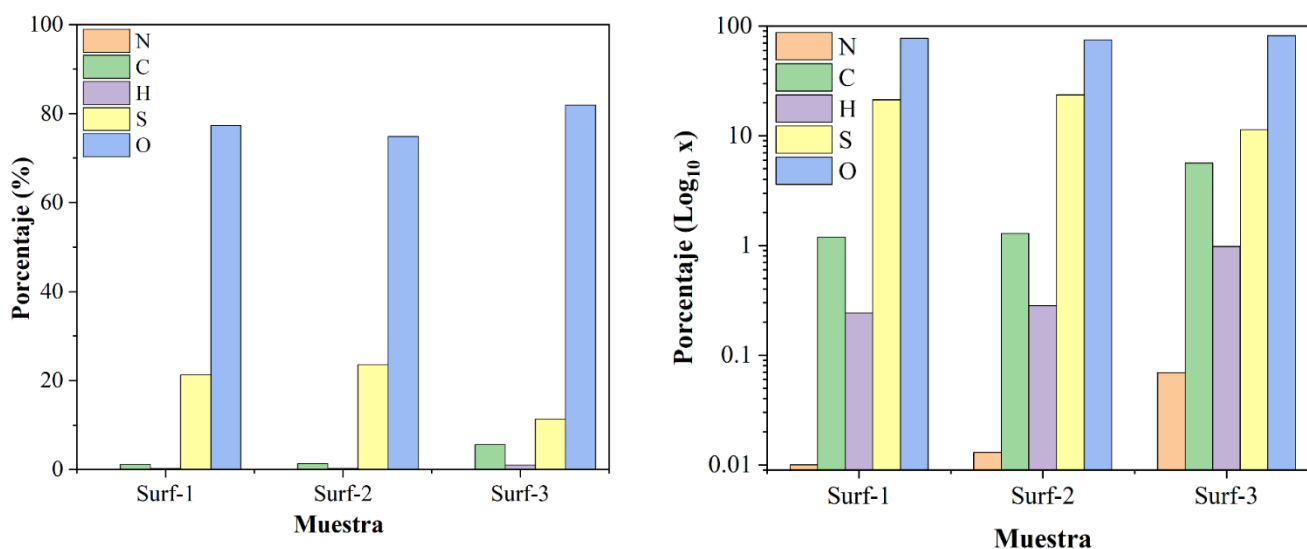 100
80
60
40
20
0
Porcentaje (%)
N
C
H
S
O
Surf-1 Surf-2 Surf-3
Muestra
100
10
1
0.1
0.01
Porcentaje (Log₁₀ x)
N
C
H
S
O
Surf-1 Surf-2 Surf-3
Muestra